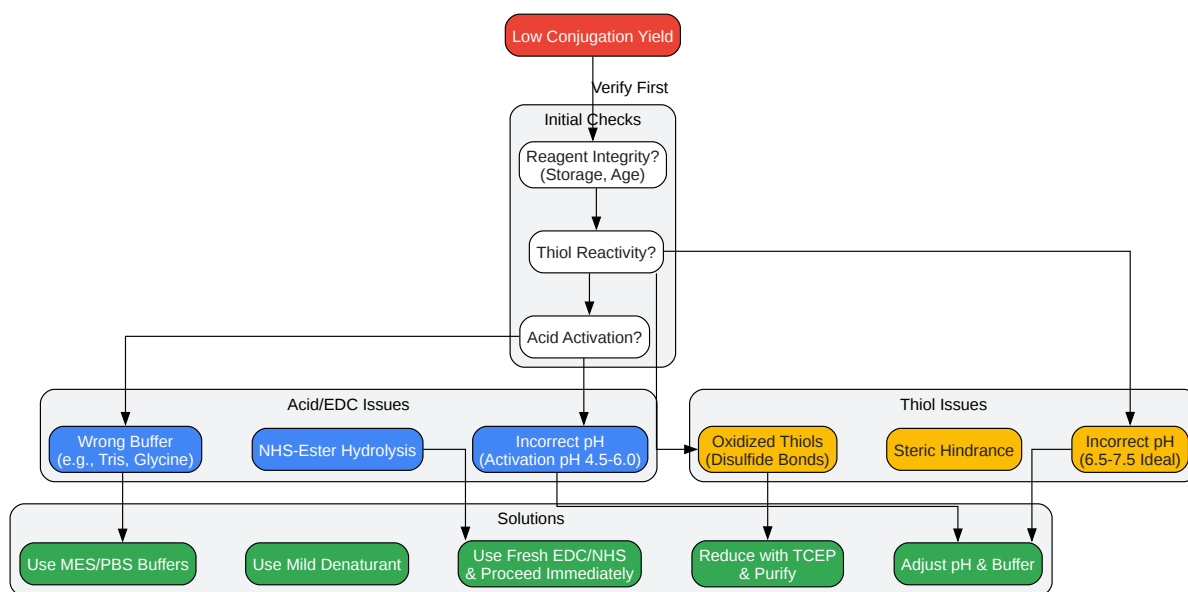 Low Conjugation Yield
Verify First
Initial Checks
Reagent Integrity?
(Storage, Age)
Thiol Reactivity?
Acid Activation?
Acid/EDC Issues
Wrong Buffer
(e.g., Tris, Glycine)
NHS-Ester Hydrolysis
Incorrect pH
(Activation pH 4.5-6.0)
Thiol Issues
Oxidized Thiols
(Disulfide Bonds)
Steric Hindrance
Incorrect pH
(6.5-7.5 Ideal)
Solutions
Use MES/PBS Buffers
Use Mild Denaturant
Use Fresh EDC/NHS
& Proceed Immediately
Reduce with TCEP
& Purify
Adjust pH & Buffer